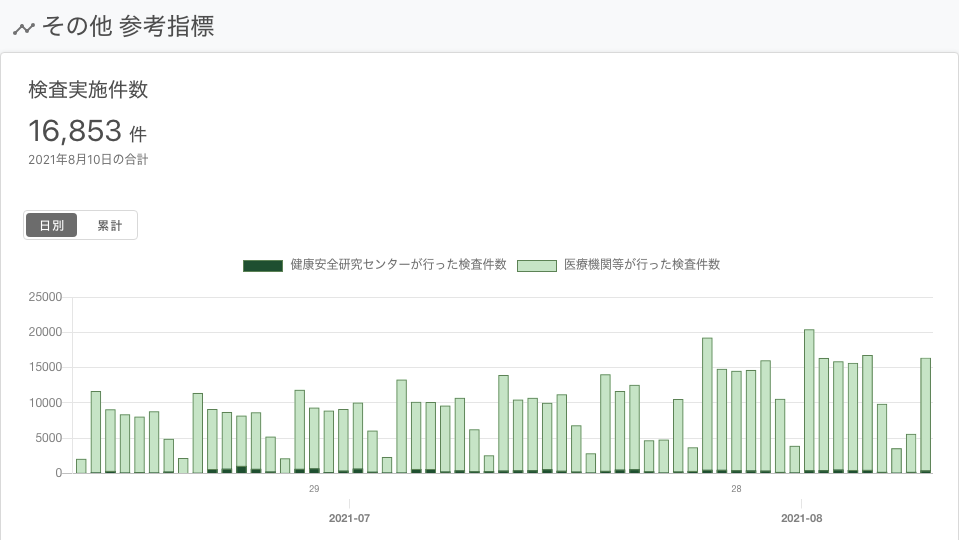 その他 参考指標
検査実施件数
16,853 件
2021年8月10日の合計
日別 累計
健康安全研究センターが行った検査件数 医療機関等が行った検査件数
25000
20000
15000
10000
5000
0
29 28
2021-07 2021-08